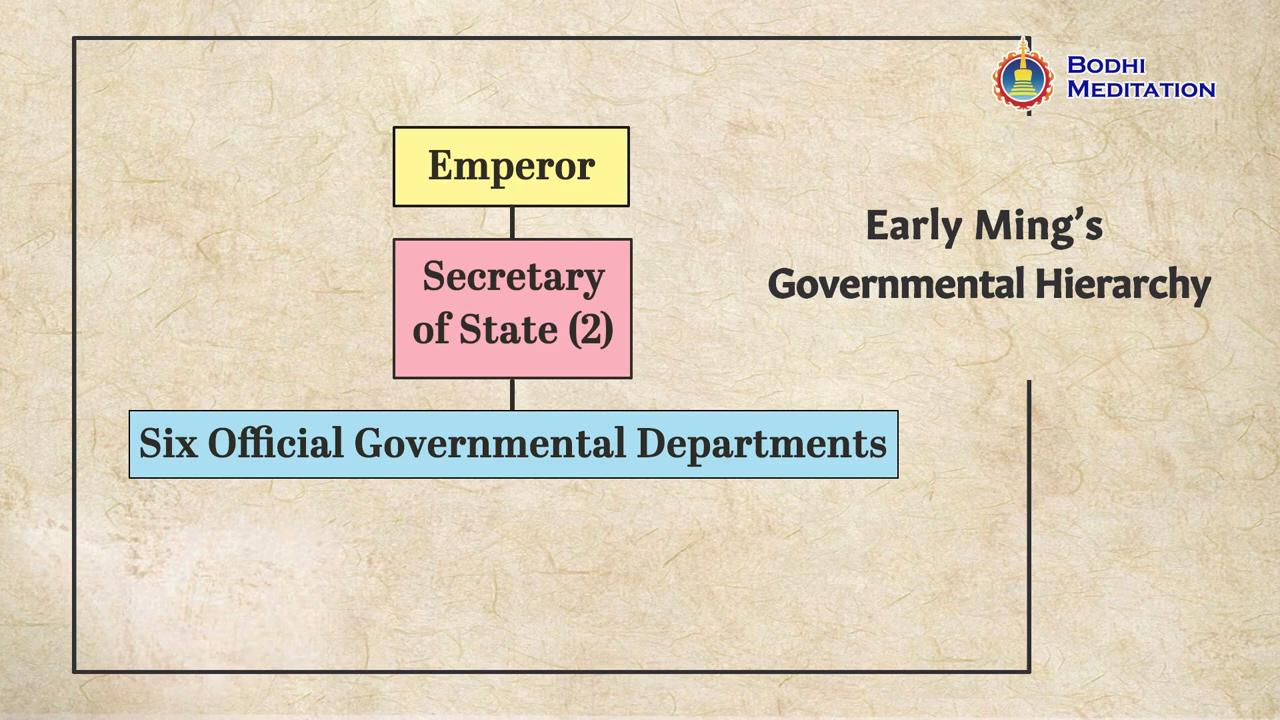 BODHI
MEDITATION
Emperor
Early Ming’s
Governmental Hierarchy
Secretary
of State (2)
Six Official Governmental Departments